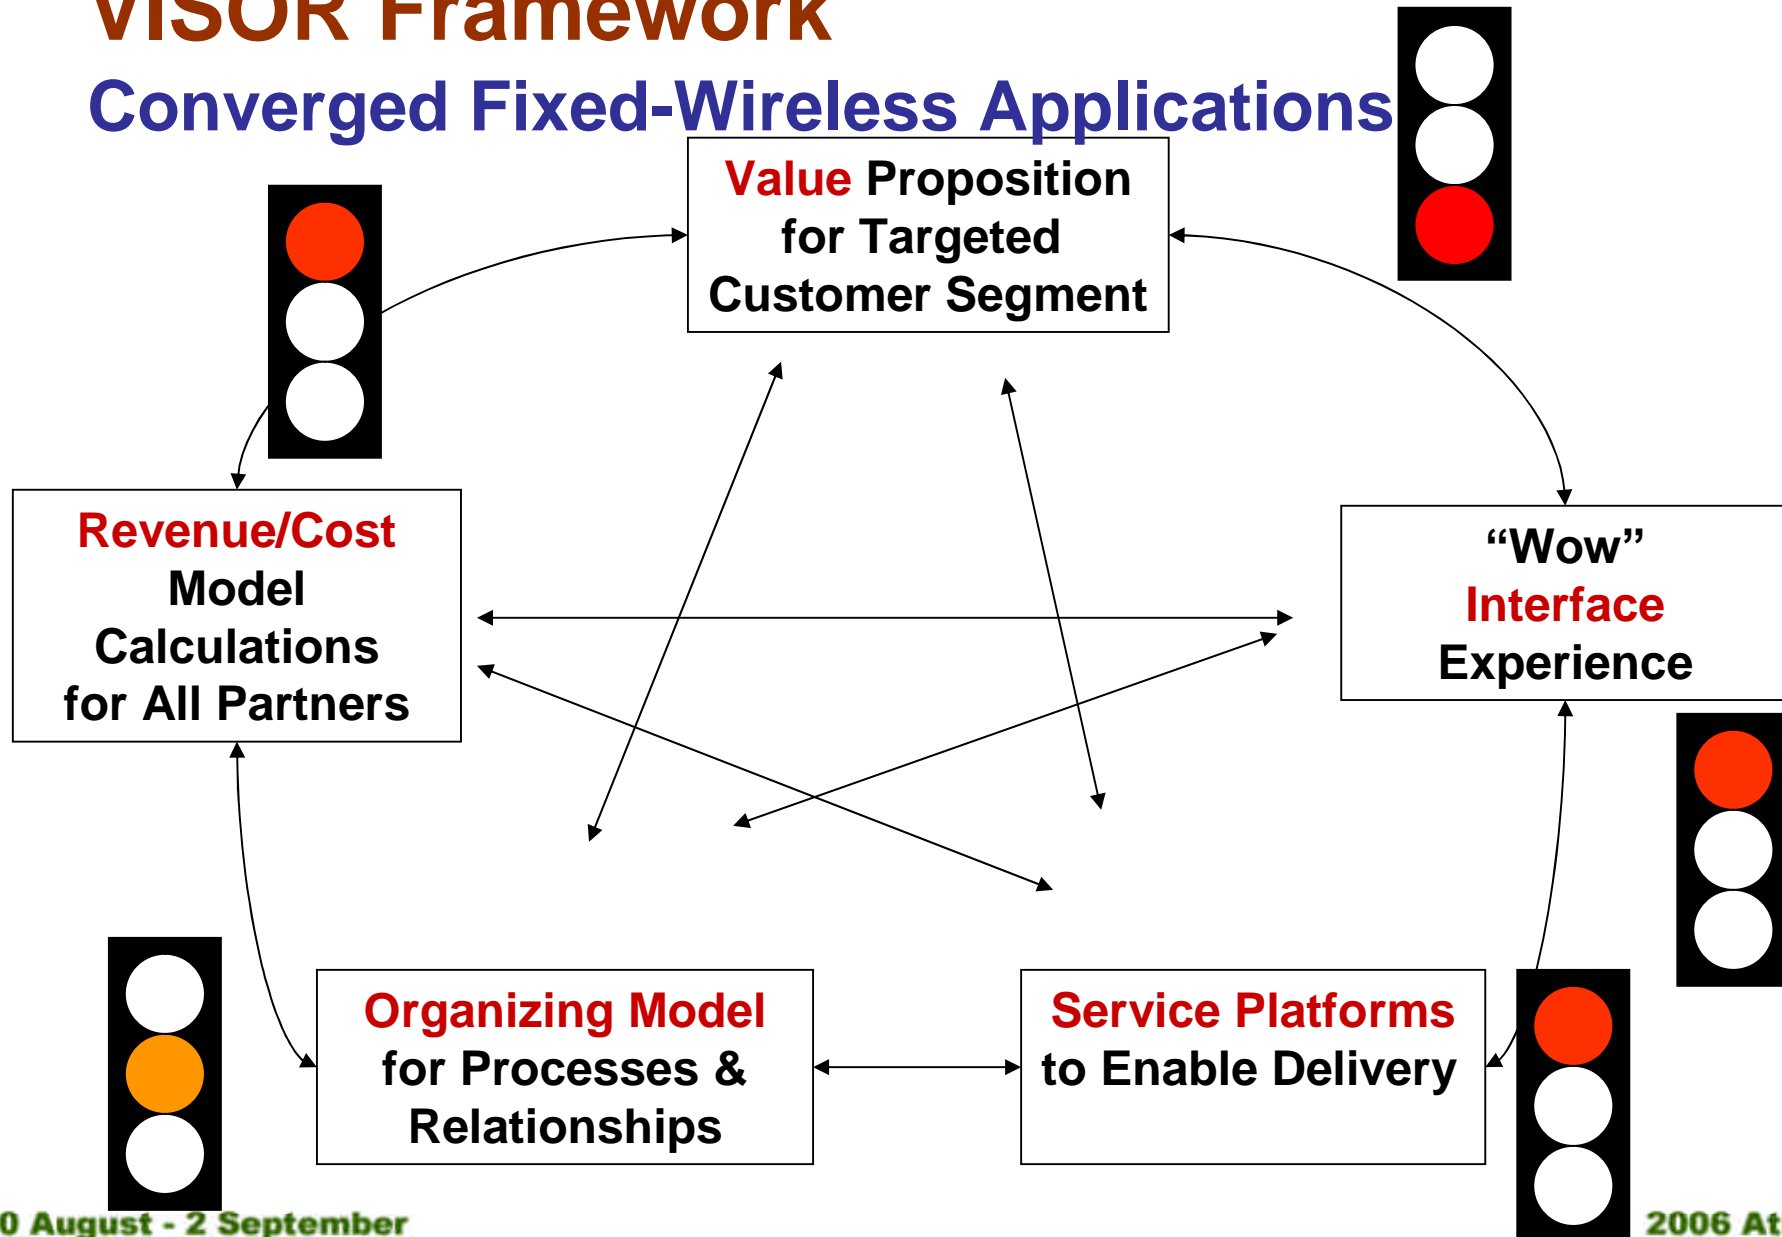 VISOR Framework
Converged Fixed-Wireless Applications
Value Proposition
for Targeted
Customer Segment
Revenue/Cost
Model
Calculations
for All Partners
“Wow”
Interface
Experience
Organizing Model
for Processes &
Relationships
Service Platforms
to Enable Delivery
0 August - 2 September
2006 At